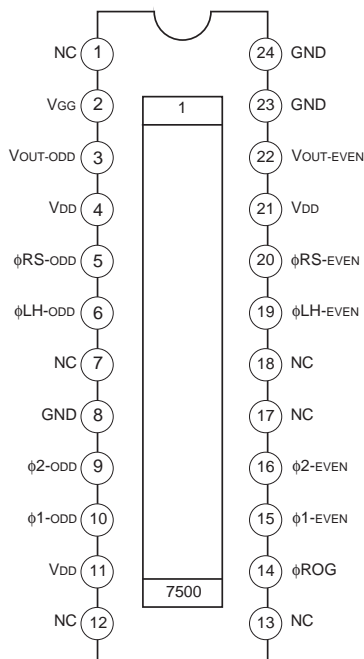 NC 1 24 GND
VGG 2 1 23 GND
VOUT-ODD 3 22 VOUT-EVEN
VDD 4 21 VDD
ϕRS-ODD 5 20 ϕRS-EVEN
ϕLH-ODD 6 19 ϕLH-EVEN
NC 7 18 NC
GND 8 17 NC
ϕ2-ODD 9 16 ϕ2-EVEN
ϕ1-ODD 10 15 ϕ1-EVEN
VDD 11 7500 14 ϕROG
NC 12 13 NC